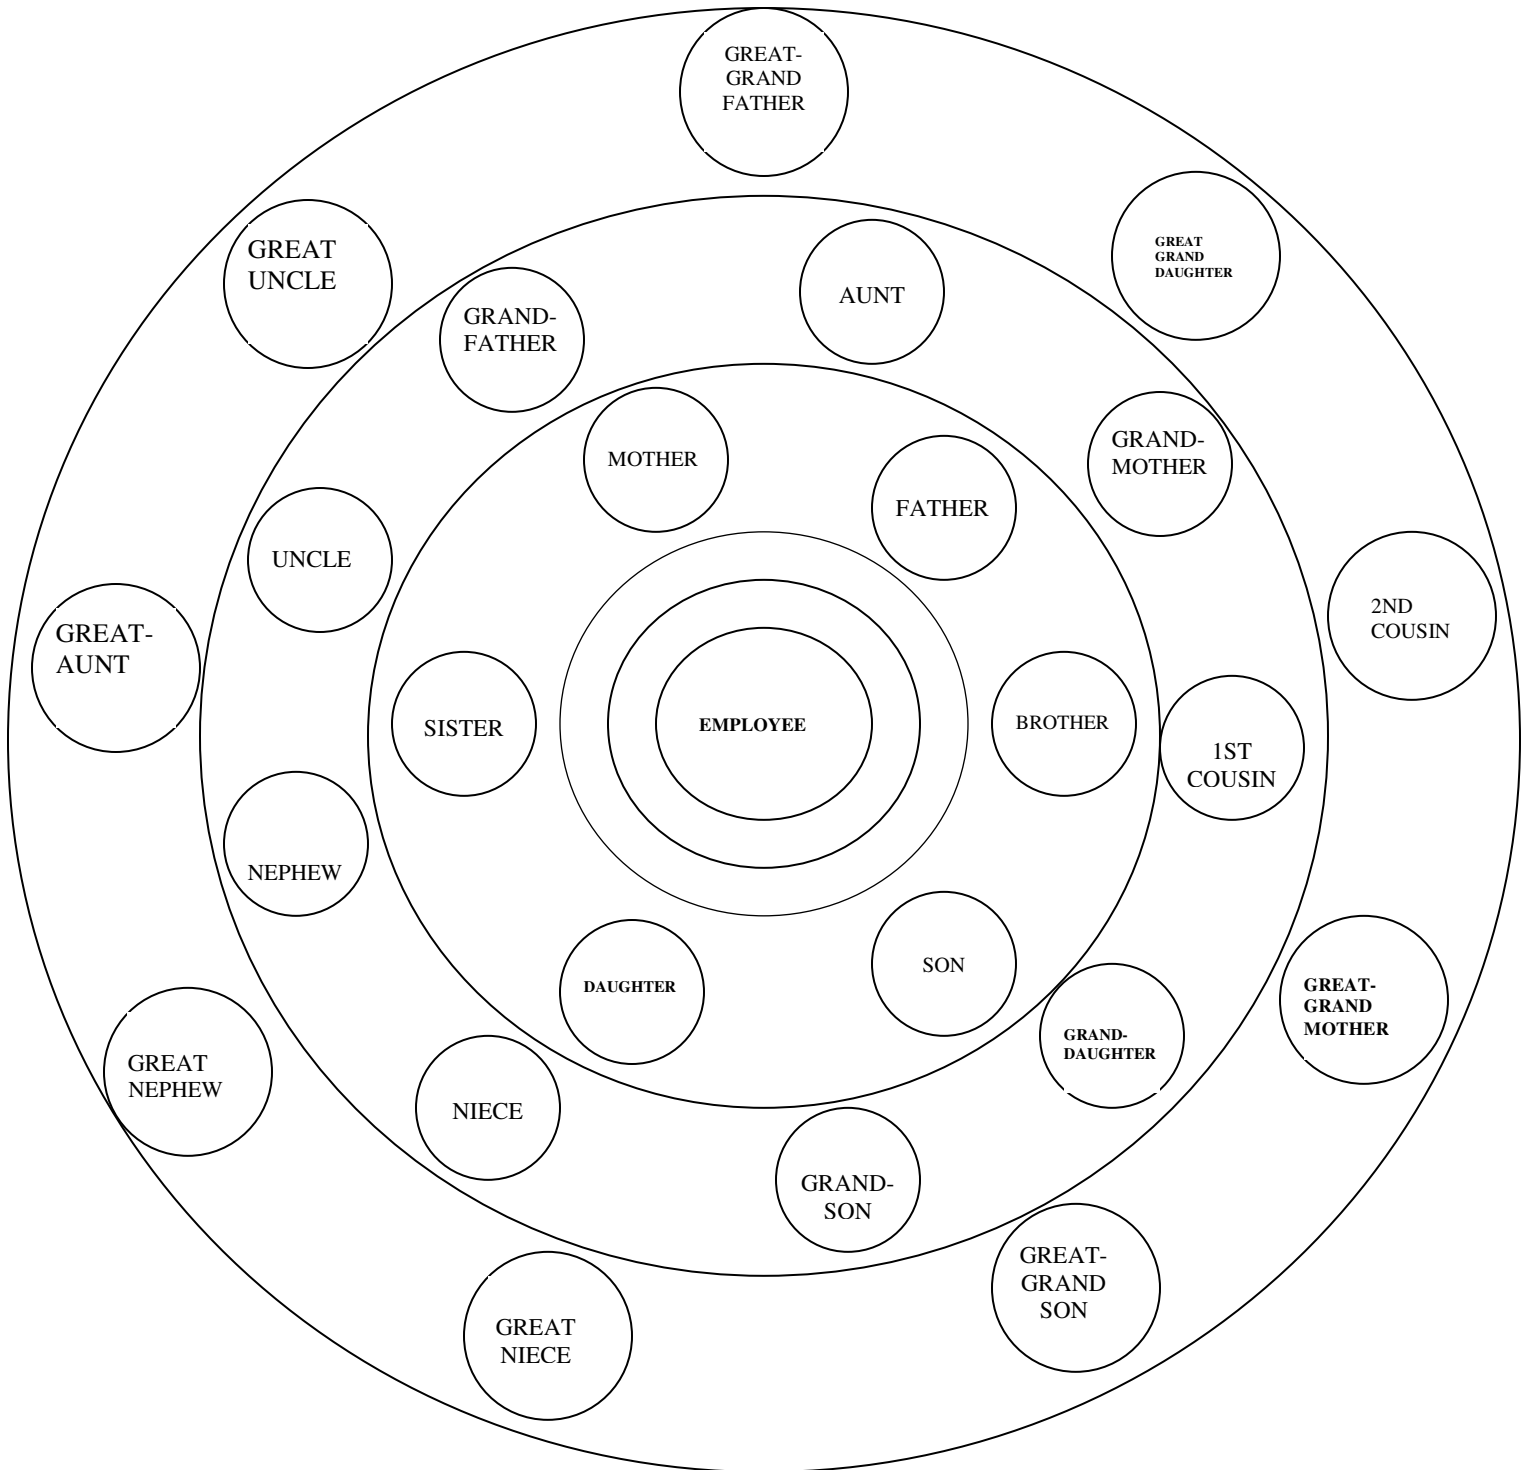 GREAT-
GRAND
FATHER
GREAT
UNCLE
GREAT
GRAND
DAUGHTER
AUNT
GRAND-
FATHER
GRAND-
MOTHER
MOTHER
FATHER
UNCLE
2ND
COUSIN
GREAT-
AUNT
SISTER
EMPLOYEE
BROTHER
1ST
COUSIN
NEPHEW
SON
DAUGHTER
GREAT-
GRAND
MOTHER
GRAND-
DAUGHTER
GREAT
NEPHEW
NIECE
GRAND-
SON
GREAT-
GRAND
SON
GREAT
NIECE